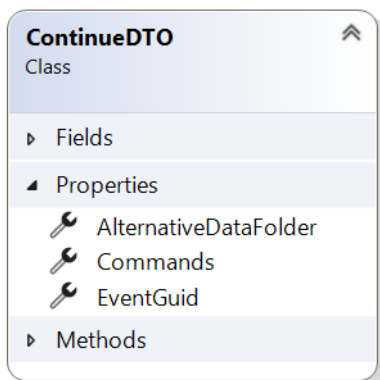 ContinueDTO
Class
Fields
Properties
AlternativeDataFolder
Commands
EventGuid
Methods